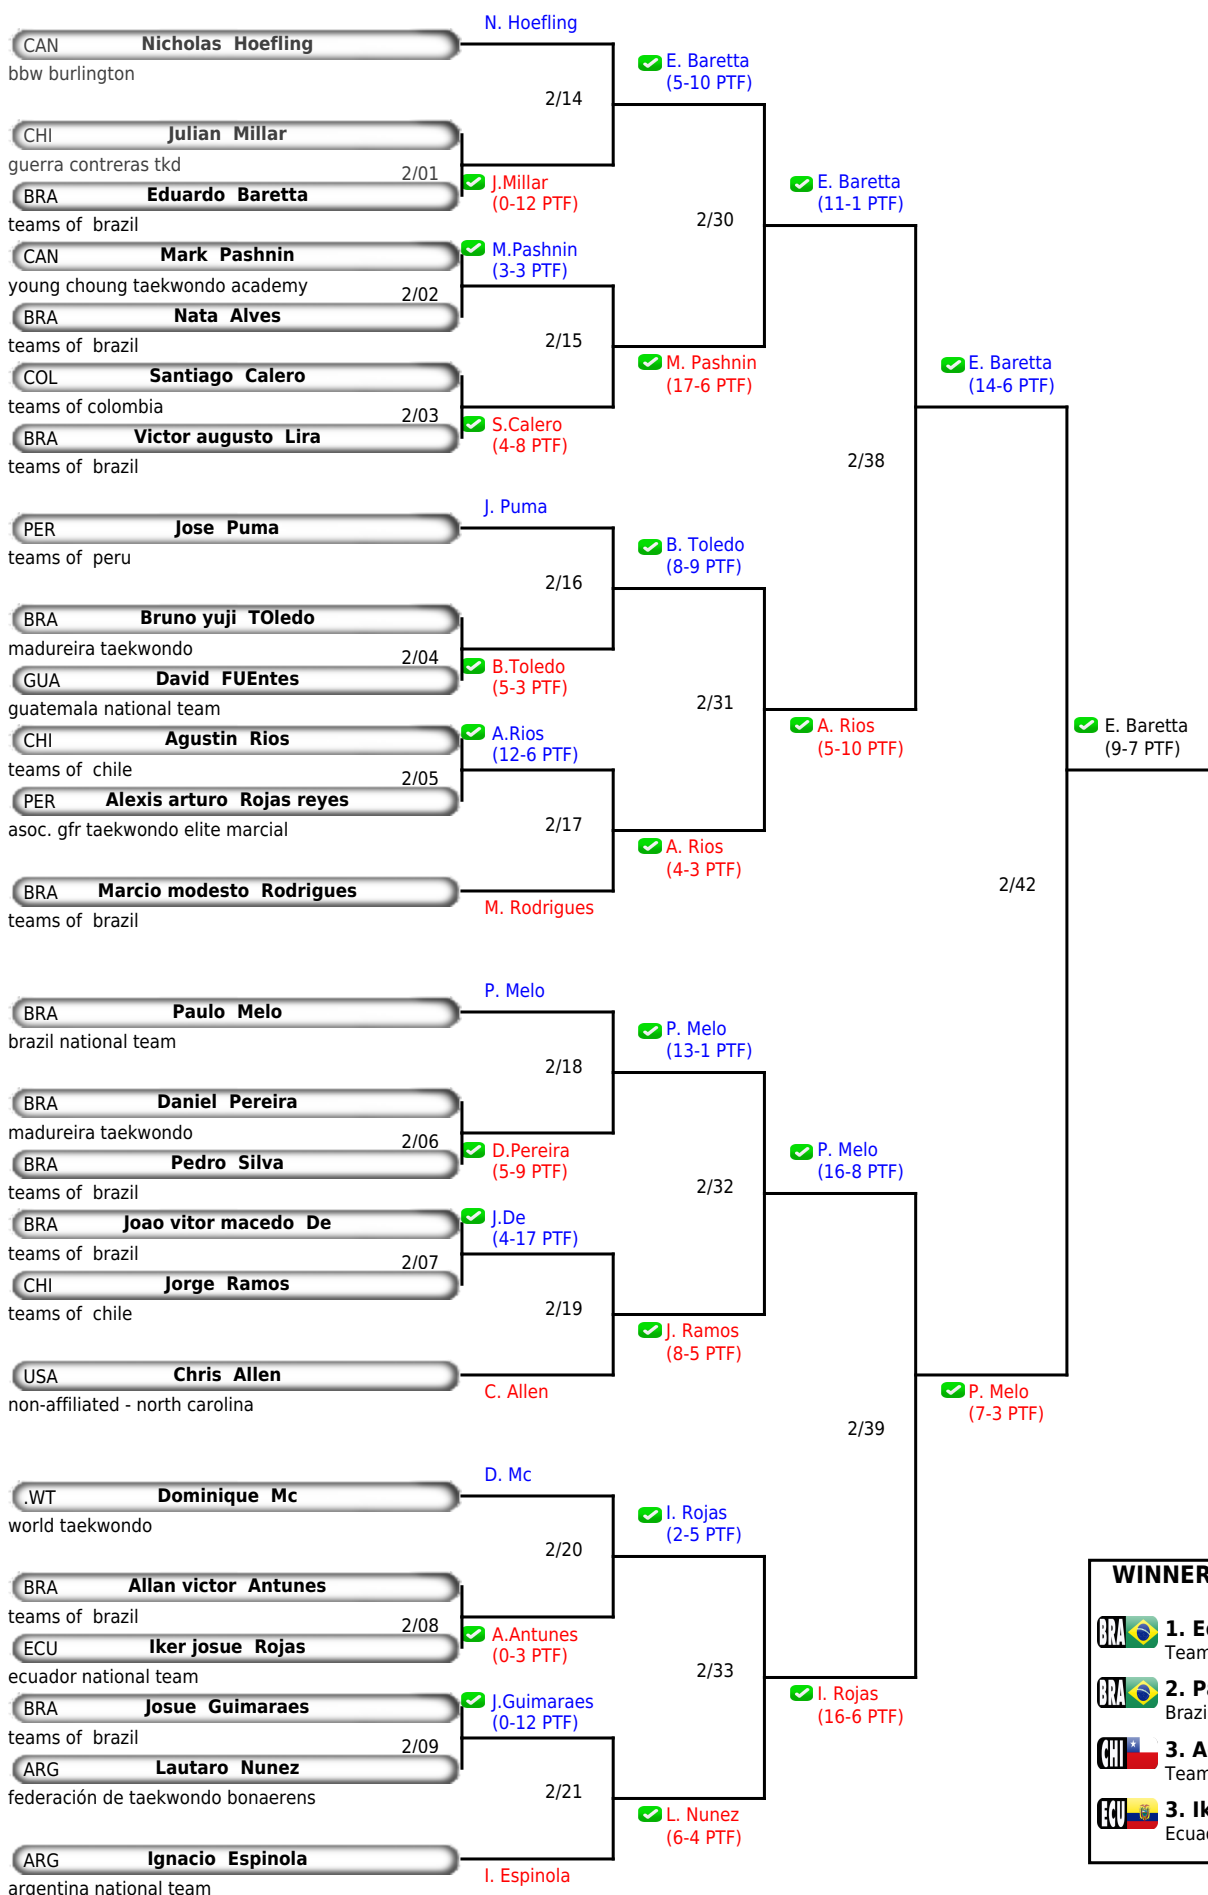 N. Hoefling
CAN Nicholas Hoefling
bbw burlington
E. Baretta
(5-10 PTF)
2/14
CHI Julian Millar
guerra contreras tkd
2/01
J.Millar
(0-12 PTF)
BRA Eduardo Baretta
teams of brazil
E. Baretta
(11-1 PTF)
2/30
CAN Mark Pashnin
young choung taekwondo academy
M.Pashnin
(3-3 PTF)
2/02
BRA Nata Alves
teams of brazil
2/15
M. Pashnin
(17-6 PTF)
COL Santiago Calero
teams of colombia
2/03
S.Calero
(4-8 PTF)
BRA Victor augusto Lira
teams of brazil
E. Baretta
(14-6 PTF)
2/38
J. Puma
PER Jose Puma
teams of peru
B. Toledo
(8-9 PTF)
2/16
BRA Bruno yuji TOledo
madureira taekwondo
2/04
B.Toledo
(5-3 PTF)
GUA David FUEntes
guatemala national team
2/31
A. Rios
(5-10 PTF)
CHI Agustin Rios
teams of chile
A.Rios
(12-6 PTF)
2/05
PER Alexis arturo Rojas reyes
asoc. gfr taekwondo elite marcial
2/17
A. Rios
(4-3 PTF)
BRA Marcio modesto Rodrigues
teams of brazil
M. Rodrigues
E. Baretta
(9-7 PTF)
2/42
P. Melo
BRA Paulo Melo
brazil national team
P. Melo
(13-1 PTF)
2/18
BRA Daniel Pereira
madureira taekwondo
2/06
D.Pereira
(5-9 PTF)
BRA Pedro Silva
teams of brazil
P. Melo
(16-8 PTF)
2/32
BRA Joao vitor macedo De
teams of brazil
J.De
(4-17 PTF)
2/07
CHI Jorge Ramos
teams of chile
2/19
J. Ramos
(8-5 PTF)
USA Chris Allen
non-affiliated - north carolina
C. Allen
P. Melo
(7-3 PTF)
2/39
D. Mc
.WT Dominique Mc
world taekwondo
I. Rojas
(2-5 PTF)
2/20
BRA Allan victor Antunes
teams of brazil
2/08
A.Antunes
(0-3 PTF)
ECU Iker josue Rojas
ecuador national team
2/33
I. Rojas
(16-6 PTF)
BRA Josue Guimaraes
teams of brazil
J.Guimaraes
(0-12 PTF)
2/09
ARG Lautaro Nunez
federación de taekwondo bonaerens
2/21
L. Nunez
(6-4 PTF)
ARG Ignacio Espinola
argentina national team
I. Espinola
WINNER
BRA 1. E
Team
BRA 2. P
Brazi
CHI 3. A
Team
ECU 3. Ik
Ecua